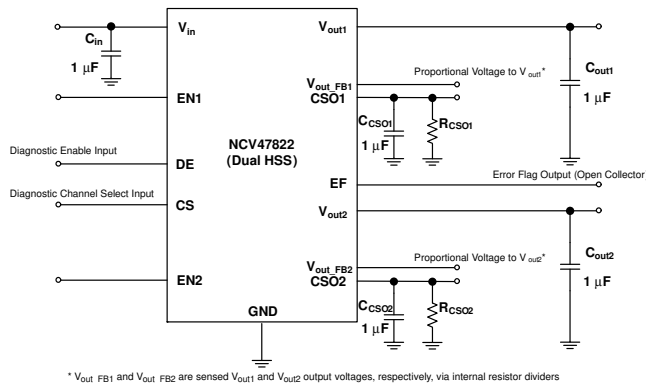 Vin
Cin
1 μF
EN1
Diagnostic Enable Input
DE
Diagnostic Channel Select Input
CS
EN2
NCV47822
(Dual HSS)
GND
Vout1
Vout_FB1
CSO1
Proportional Voltage to Vout1*
CCSO1
1 μF
RCSO1
Cout1
1 μF
EF
Error Flag Output (Open Collector)
Vout2
Vout_FB2
CSO2
Proportional Voltage to Vout2*
CCSO2
1 μF
RCSO2
Cout2
1 μF
* Vout_FB1 and Vout_FB2 are sensed Vout1 and Vout2 output voltages, respectively, via internal resistor dividers